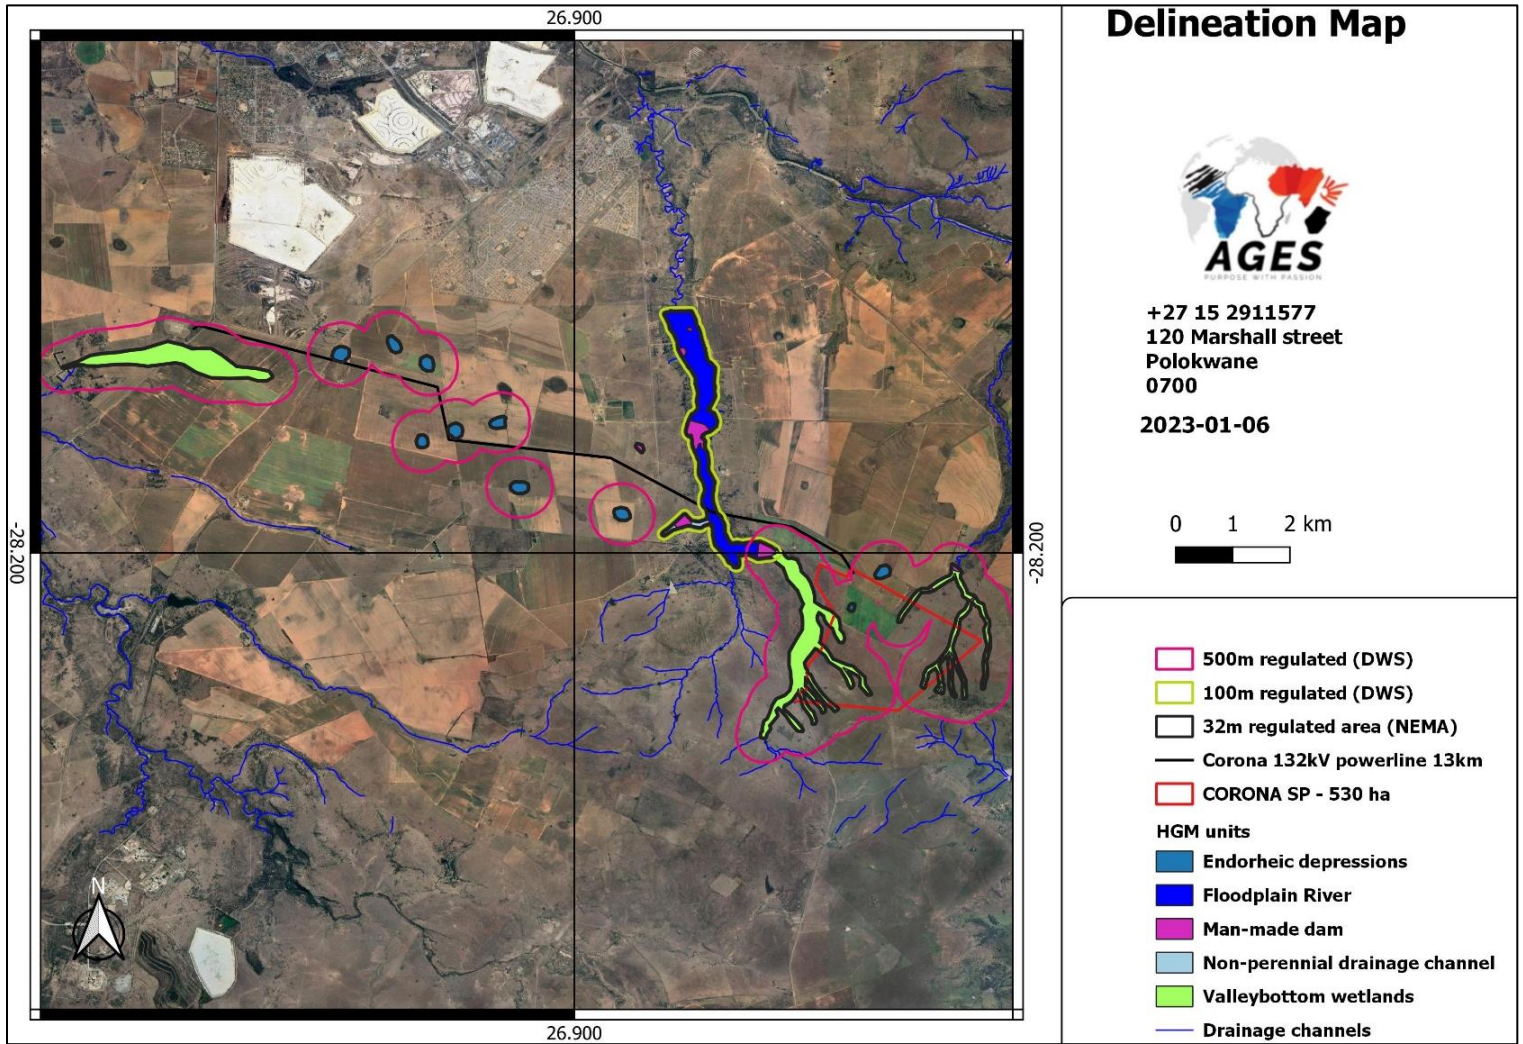 26.900
Delineation Map
AGES
PURPOSE WITH PASSION
+27 15 2911577
120 Marshall street
Polokwane
0700
2023-01-06
0 1 2 km
-28.200
-28.200
500m regulated (DWS)
100m regulated (DWS)
32m regulated area (NEMA)
Corona 132kV powerline 13km
CORONA SP - 530 ha
HGM units
Endorheic depressions
Floodplain River
Man-made dam
Non-perennial drainage channel
Valleybottom wetlands
Drainage channels
N
26.900